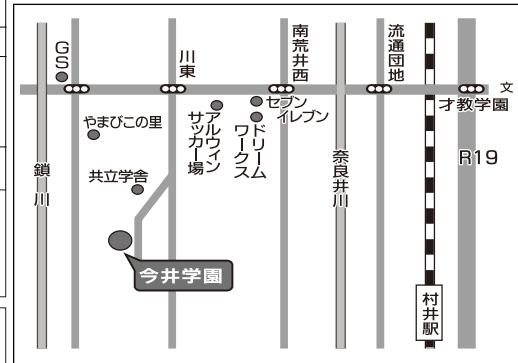 GS
川東
南荒井西
流通団地
文
才教学園
セブン
イレブン
やまびこの里
アルウィン
サッカー場
ドリーム
ワークス
共立学舎
鎖川
奈良井川
R19
今井学園
村井駅